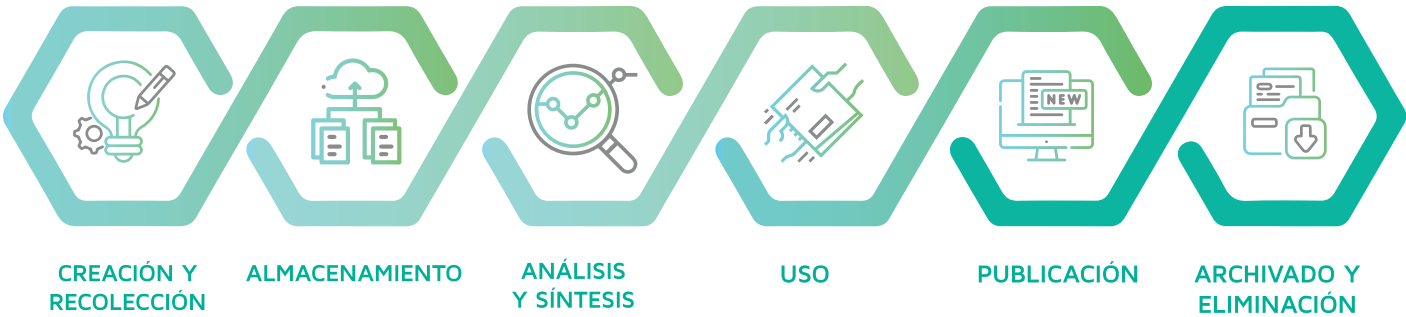 NEW
CREACIÓN Y
RECOLECCIÓN
ALMACENAMIENTO
ANÁLISIS
Y SÍNTESIS
USO
PUBLICACIÓN
ARCHIVADO Y
ELIMINACIÓN